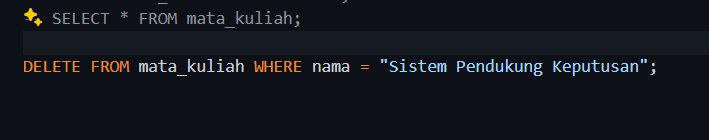 SELECT * FROM mata_kuliah;
DELETE FROM mata_kuliah WHERE nama = "Sistem Pendukung Keputusan";